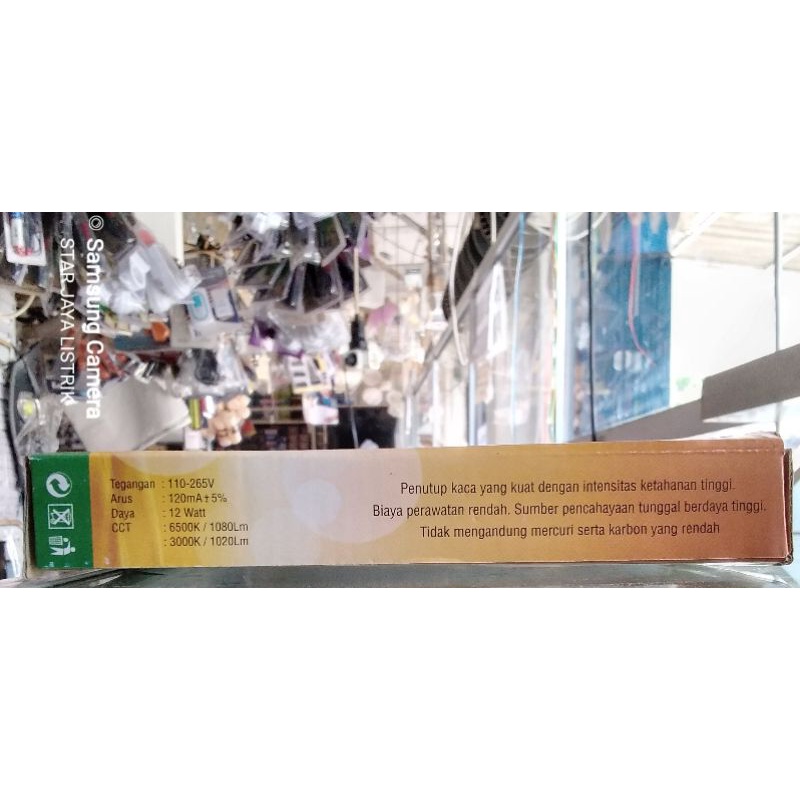 Samsung Camera
STAR JAYA LISTRIK
Tegangan : 110-265V
Arus : 120mA±5%
Daya : 12 Watt
CCT : 6500K / 1080Lm
: 3000K / 1020Lm
Penutup kaca yang kuat dengan intensitas ketahanan tinggi.
Biaya perawatan rendah. Sumber pencahayaan tunggal berdaya tinggi.
Tidak mengandung mercuri serta karbon yang rendah